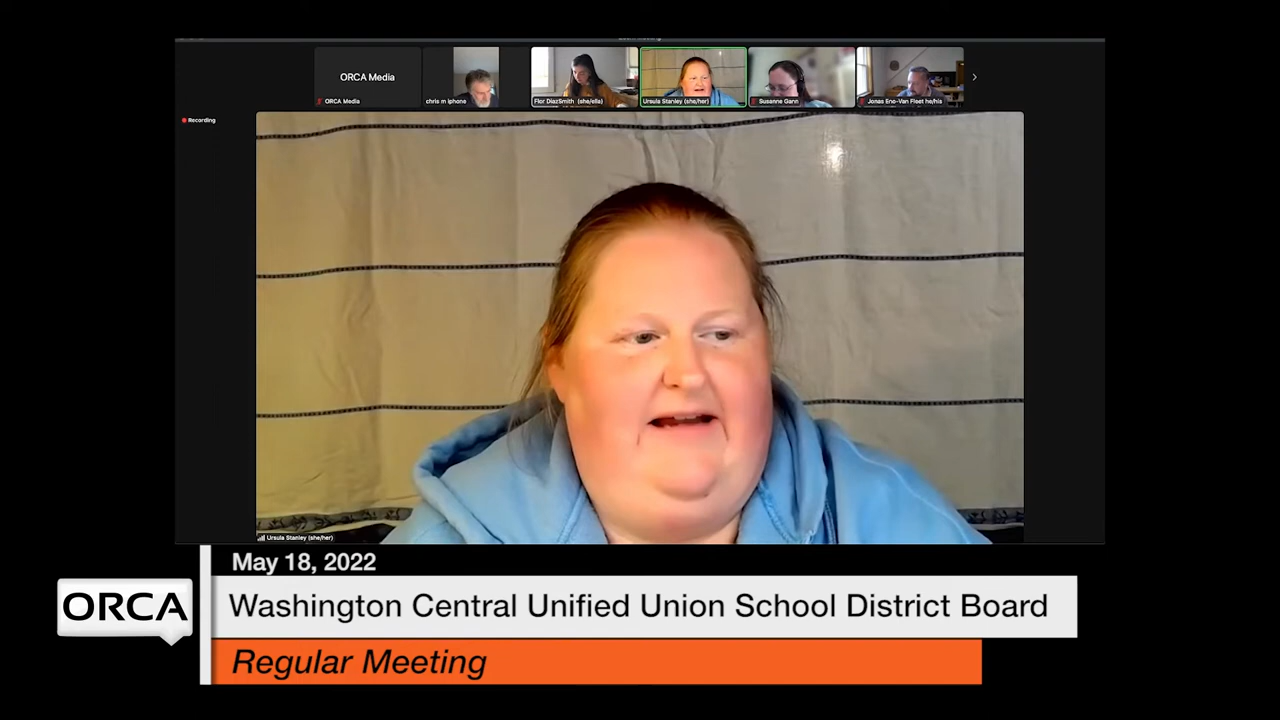 ORCA Media
ORCA Media
chris m iphone
Flor DiazSmith (she/ella)
Ursula Stanley (she/her)
Susanne Gann
Jonas Eno-Van Fleet he/his
Recording
Ursula Stanley (she/her)
May 18, 2022
ORCA
Washington Central Unified Union School District Board
Regular Meeting